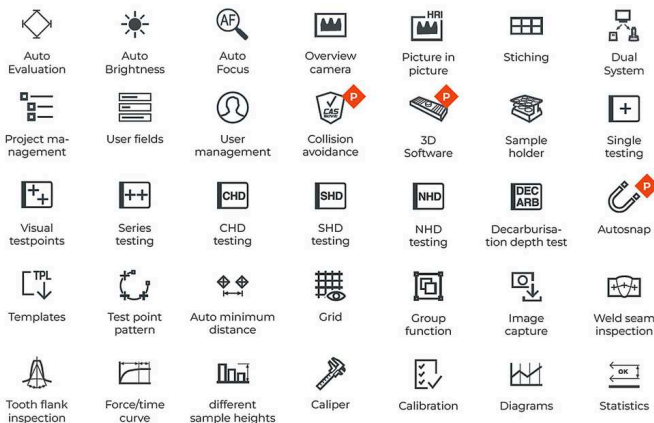 AF
HRI
Auto
Evaluation
Auto
Brightness
Auto
Focus
Overview
camera
Picture in
picture
Stiching
Dual
System
P
CAS
P
Project ma-
nagement
User fields
User
management
Collision
avoidance
3D
Software
Sample
holder
Single
testing
CHD
SHD
NHD
DEC
ARB
P
Visual
testpoints
Series
testing
CHD
testing
SHD
testing
NHD
testing
Decarburisa-
tion depth test
Autosnap
TPL
Templates
Test point
pattern
Auto minimum
distance
Grid
Group
function
Image
capture
Weld seam
inspection
OK
Tooth flank
inspection
Force/time
curve
different
sample heights
Caliper
Calibration
Diagrams
Statistics